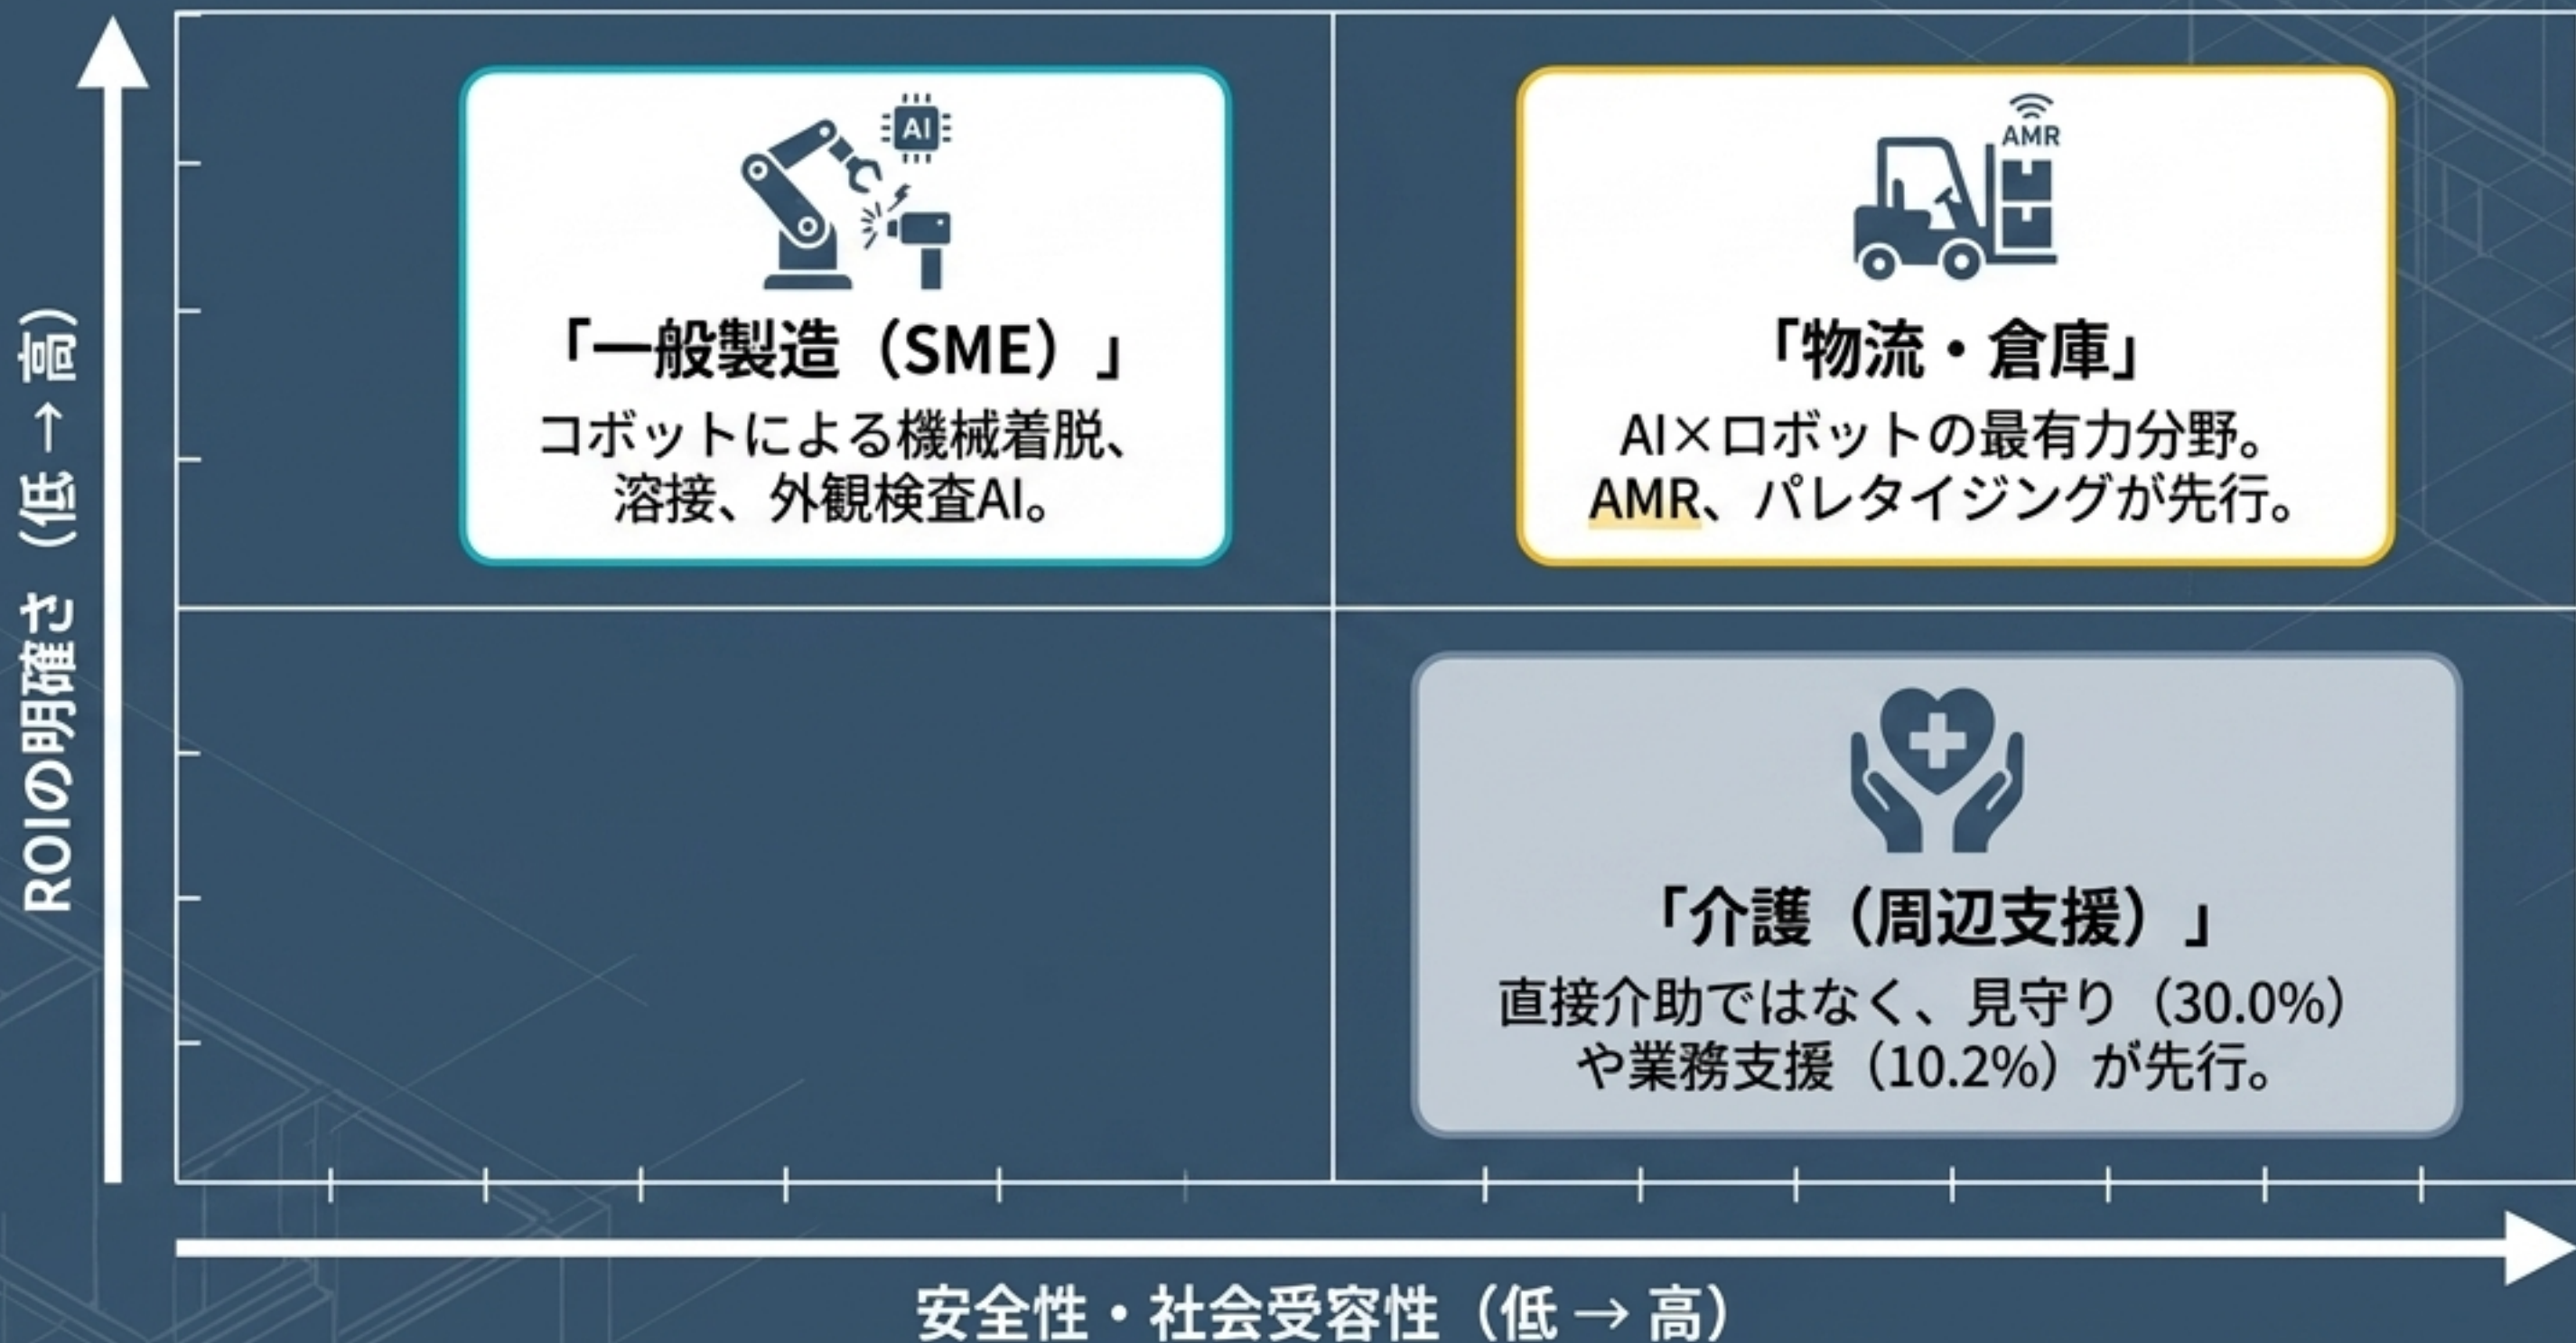 ROIの明確さ（低 → 高）
AI
「一般製造（SME）」
コボットによる機械着脱、
溶接、外観検査AI。
AMR
「物流・倉庫」
AI×ロボットの最有力分野。
AMR、パレタイジングが先行。
「介護（周辺支援）」
直接介助ではなく、見守り（30.0%）
や業務支援（10.2%）が先行。
安全性・社会受容性（低 → 高）